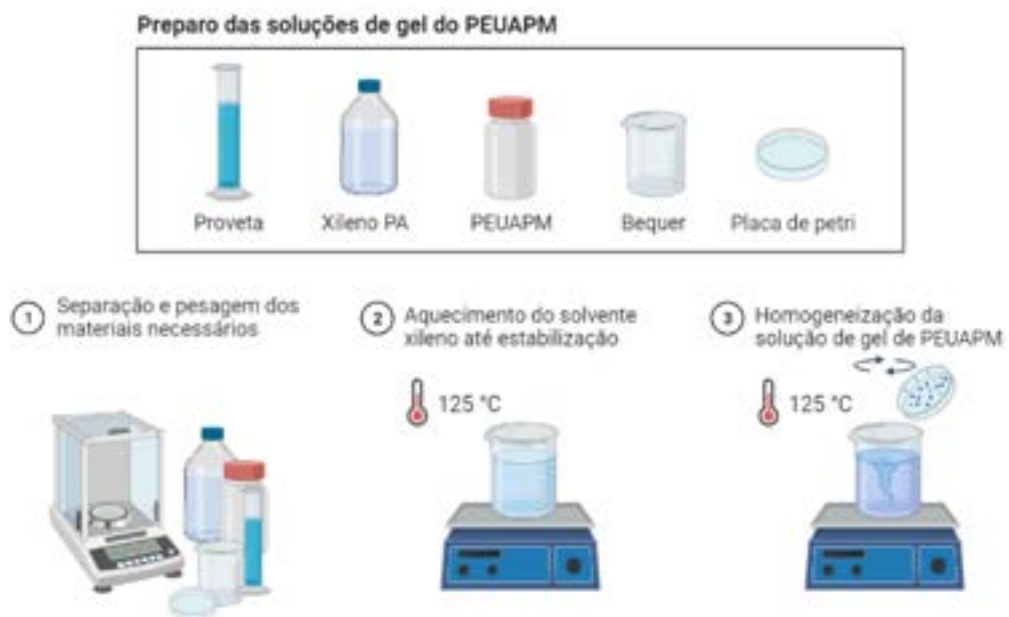 Preparo das soluções de gel do PEUAPM
Proveta
Xileno PA
PEUAPM
Bequer
Placa de petri
1
Separação e pesagem dos
materiais necessários
2
Aquecimento do solvente
xileno até estabilização
125 °C
3
Homogeneização da
solução de gel de PEUAPM
125 °C